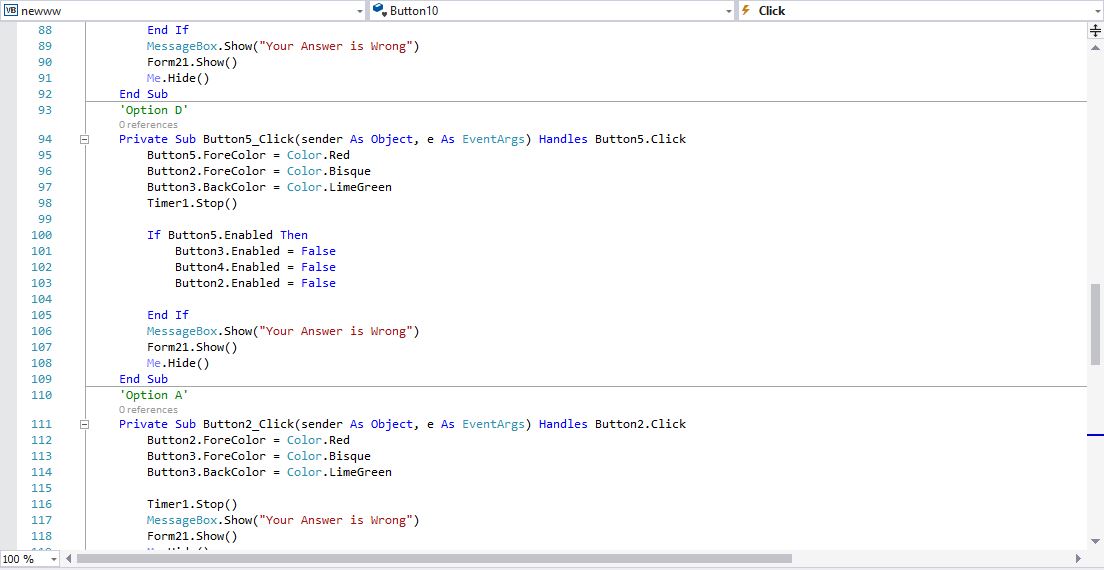 VB newww Button10 Click
88 End If
89 MessageBox.Show("Your Answer is Wrong")
90 Form21.Show()
91 Me.Hide()
92 End Sub
93 'Option D'
0 references
94 Private Sub Button5_Click(sender As Object, e As EventArgs) Handles Button5.Click
95 Button5.ForeColor = Color.Red
96 Button2.ForeColor = Color.Bisque
97 Button3.BackColor = Color.LimeGreen
98 Timer1.Stop()
99
100 If Button5.Enabled Then
101 Button3.Enabled = False
102 Button4.Enabled = False
103 Button2.Enabled = False
104
105 End If
106 MessageBox.Show("Your Answer is Wrong")
107 Form21.Show()
108 Me.Hide()
109 End Sub
110 'Option A'
0 references
111 Private Sub Button2_Click(sender As Object, e As EventArgs) Handles Button2.Click
112 Button2.ForeColor = Color.Red
113 Button3.ForeColor = Color.Bisque
114 Button3.BackColor = Color.LimeGreen
115
116 Timer1.Stop()
117 MessageBox.Show("Your Answer is Wrong")
118 Form21.Show()
100 %